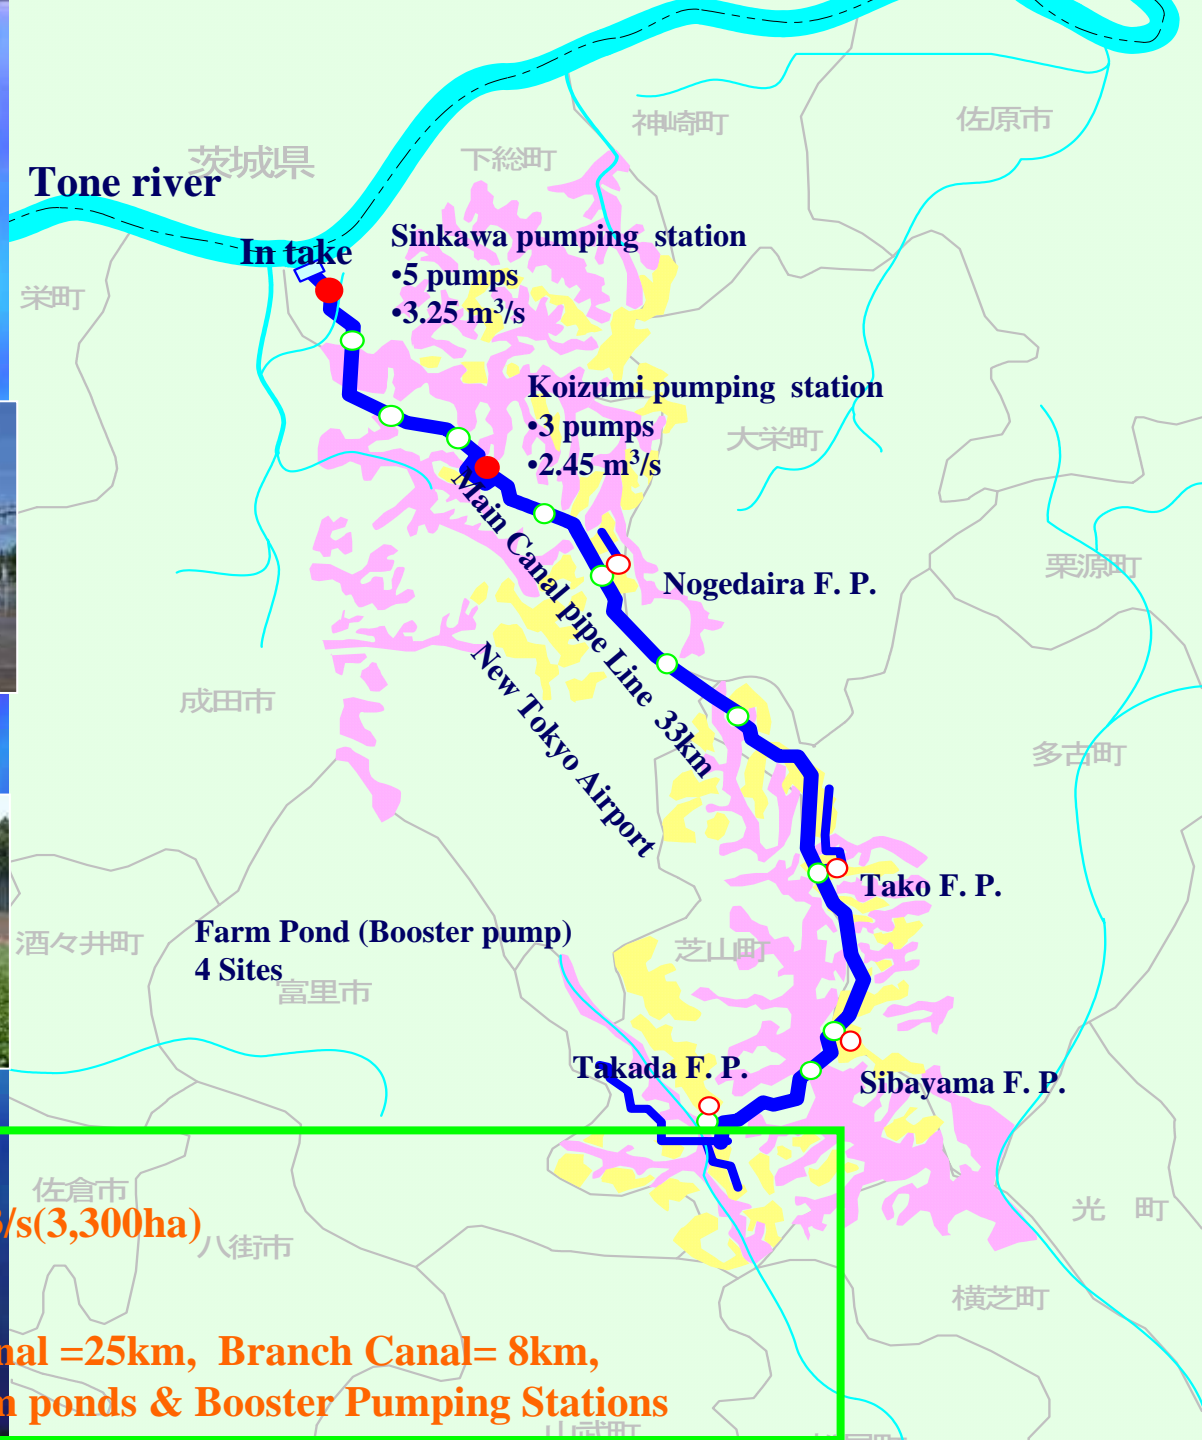 神崎町
佐原市
茨城県
下総町
Tone river
In take
Sinkawa pumping station
•5 pumps
•3.25 m³/s
栄町
Koizumi pumping station
•3 pumps
•2.45 m³/s
大栄町
Main Canal pipe Line 33km
栗源町
Nogedaira F. P.
New Tokyo Airport
成田市
多古町
Tako F. P.
Farm Pond (Booster pump)
4 Sites
酒々井町
芝山町
富里市
Takada F. P.
Sibayama F. P.
佐倉市
光 町
/s(3,300ha)
八街市
横芝町
nal =25km, Branch Canal= 8km,
ponds & Booster Pumping Stations
山武町